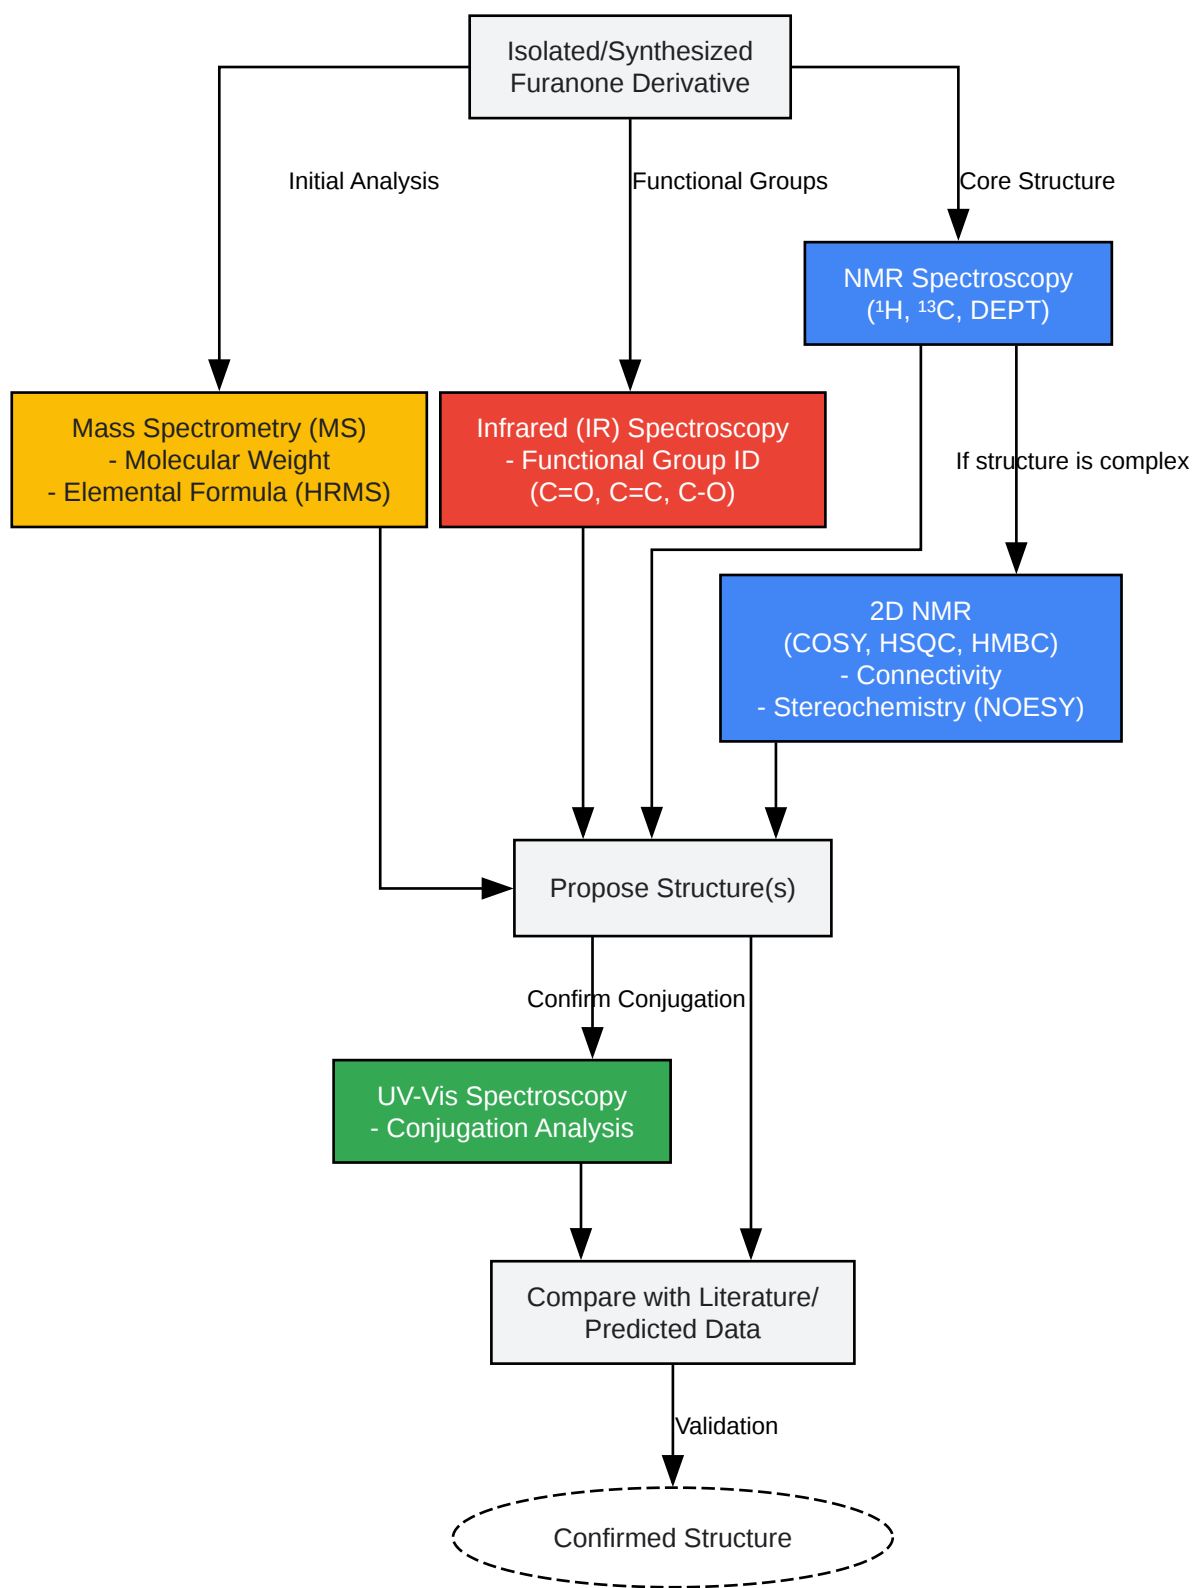 Isolated/Synthesized
Furanone Derivative
Initial Analysis
Functional Groups
Core Structure
NMR Spectroscopy
(¹H, ¹³C, DEPT)
Mass Spectrometry (MS)
- Molecular Weight
- Elemental Formula (HRMS)
Infrared (IR) Spectroscopy
- Functional Group ID
(C=O, C=C, C-O)
If structure is complex
2D NMR
(COSY, HSQC, HMBC)
- Connectivity
- Stereochemistry (NOESY)
Propose Structure(s)
Confirm Conjugation
UV-Vis Spectroscopy
- Conjugation Analysis
Compare with Literature/
Predicted Data
Validation
Confirmed Structure